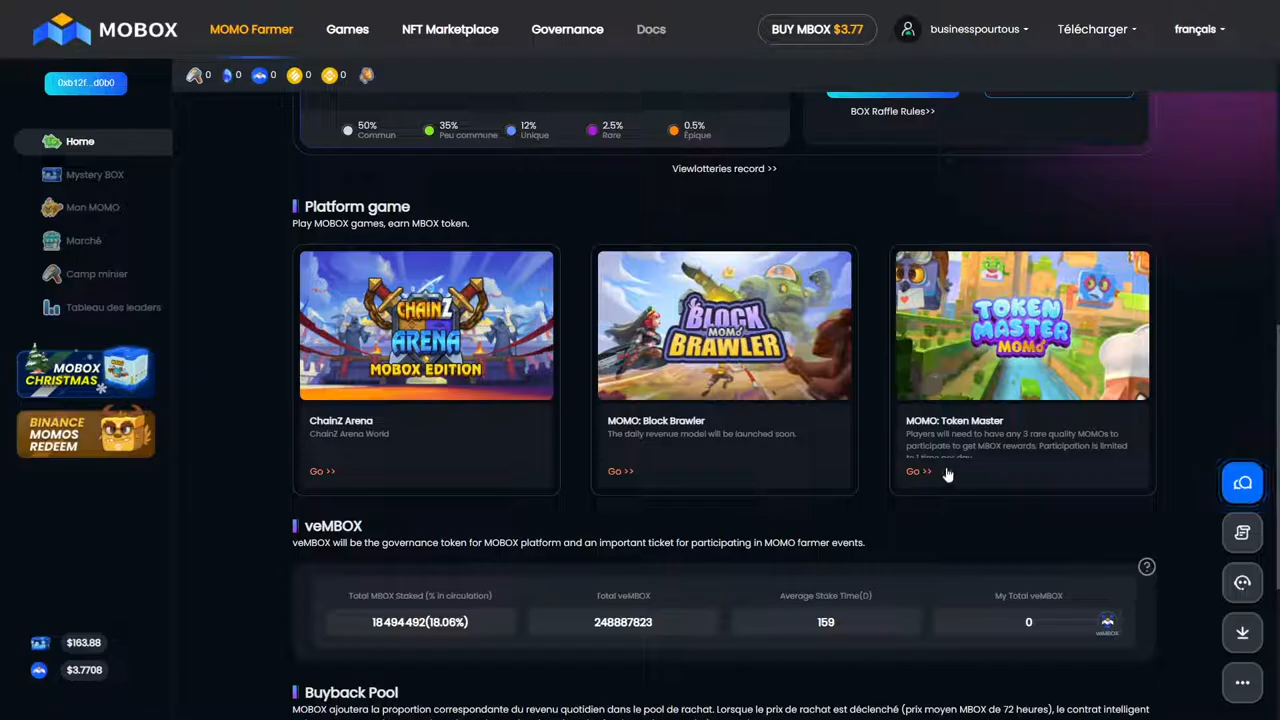 MOBOX
MOMO Farmer
Games
NFT Marketplace
Governance
Docs
BUY MBOX $3.77
businesspourtous
Télécharger
français
0xb12f...d0b0
0
0
0
0
0
BOX Raffle Rules>>
50%
Commun
35%
Peu commune
12%
Unique
2.5%
Rare
0.5%
Épique
Viewlotteries record >>
Home
Mystery BOX
Mon MOMO
Marché
Camp minier
Tableau des leaders
MOBOX
CHRISTMAS
BINANCE
MOMOS
REDEEM
$163.88
$3.7708
Platform game
Play MOBOX games, earn MBOX token.
CHAINZ
ARENA
MOBOX EDITION
ChainZ Arena
ChainZ Arena World
Go >>
BLOCK
MOMO
BRAWLER
MOMO: Block Brawler
The daily revenue model will be launched soon.
Go >>
TOKEN
MASTER
MOMO
MOMO: Token Master
Players will need to have any 3 rare quality MOMOs to
participate to get MBOX rewards. Participation is limited
to 1 time per day
Go >>
veMBOX
veMBOX will be the governance token for MOBOX platform and an important ticket for participating in MOMO farmer events.
?
Total MBOX Staked (% in circulation)
18494492(18.06%)
Total veMBOX
248887823
Average Stake Time(D)
159
My Total veMBOX
0
veMBOX
Buyback Pool
MOBOX ajoutera la proportion correspondante du revenu quotidien dans le pool de rachat. Lorsque le prix de rachat est déclenché (prix moyen MBOX de 72 heures), le contrat intelligent